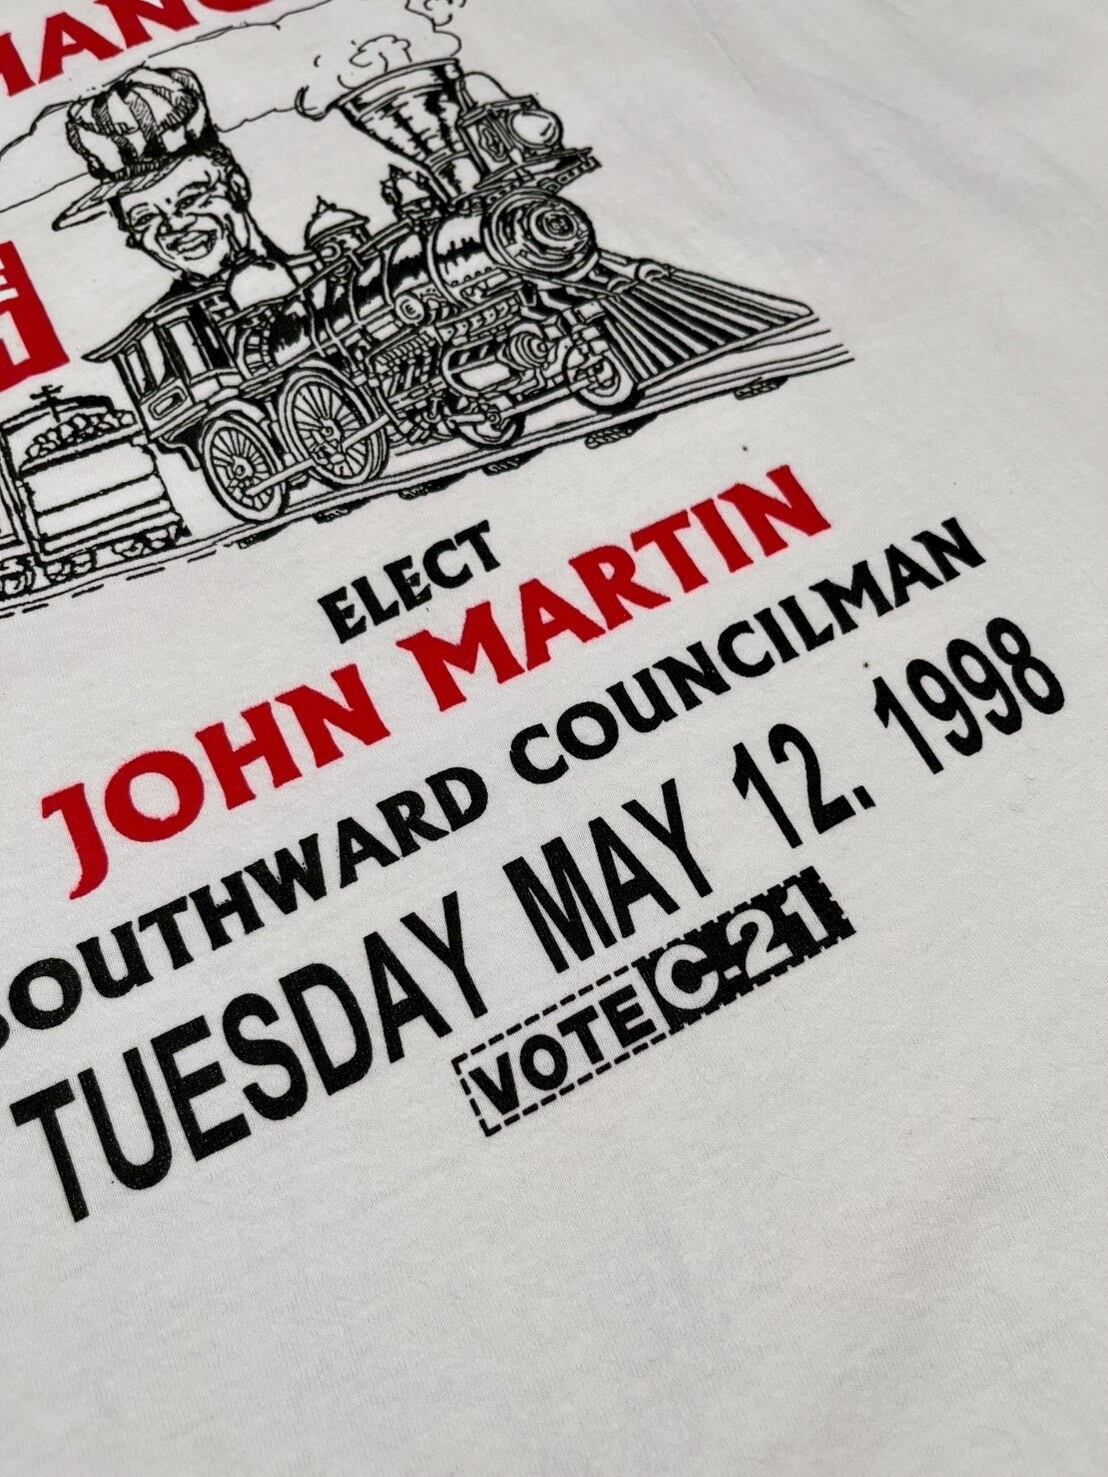 ELECT
JOHN MARTIN
SOUTHWARD COUNCILMAN
TUESDAY MAY 12. 1998
VOTE C.21